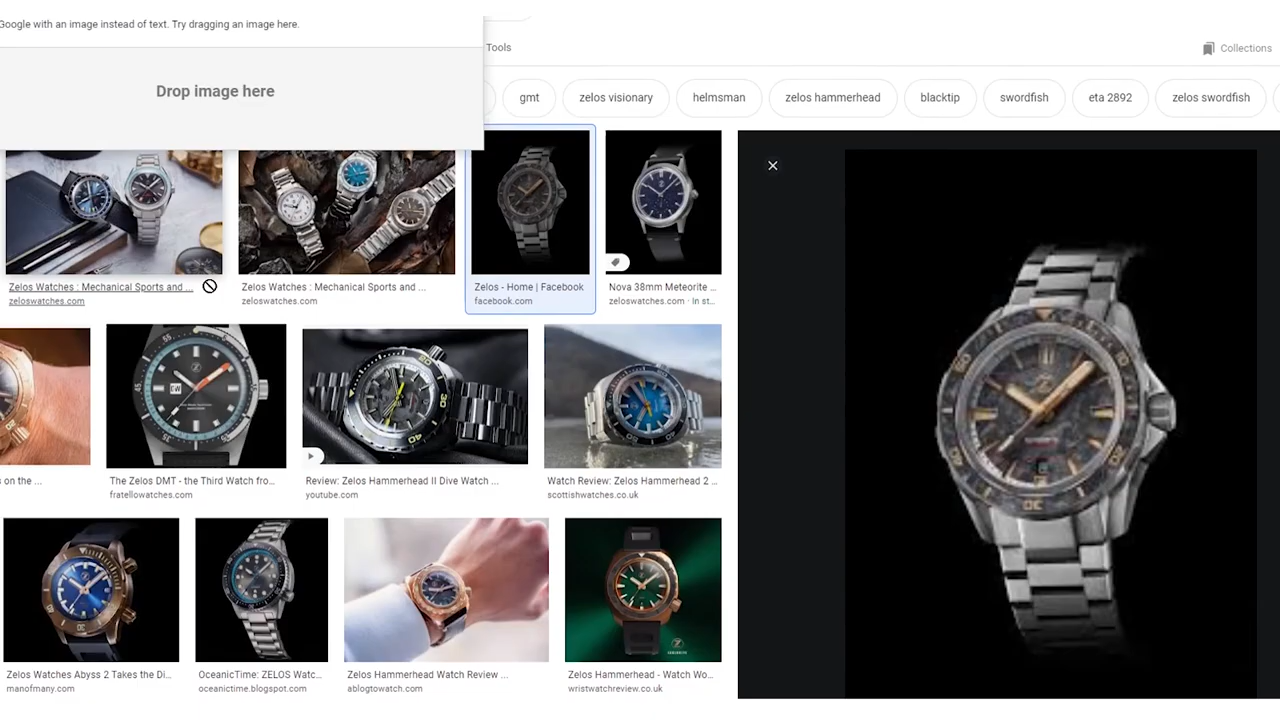 Google with an image instead of text. Try dragging an image here.
Tools
Collections
Drop image here
gmt
zelos visionary
helmsman
zelos hammerhead
blacktip
swordfish
eta 2892
zelos swordfish
Zelos Watches : Mechanical Sports and ...
zeloswatches.com
Zelos Watches : Mechanical Sports and ...
zeloswatches.com
Zelos - Home | Facebook
facebook.com
Nova 38mm Meteorite ...
zeloswatches.com · In st...
s on the ...
The Zelos DMT - the Third Watch fro...
fratellowatches.com
Review: Zelos Hammerhead II Dive Watch ...
youtube.com
Watch Review: Zelos Hammerhead 2 ...
scottishwatches.co.uk
Zelos Watches Abyss 2 Takes the Di...
manofmany.com
OceanicTime: ZELOS Watc...
oceanictime.blogspot.com
Zelos Hammerhead Watch Review ...
ablogtowatch.com
Zelos Hammerhead - Watch Wo...
wristwatchreview.co.uk